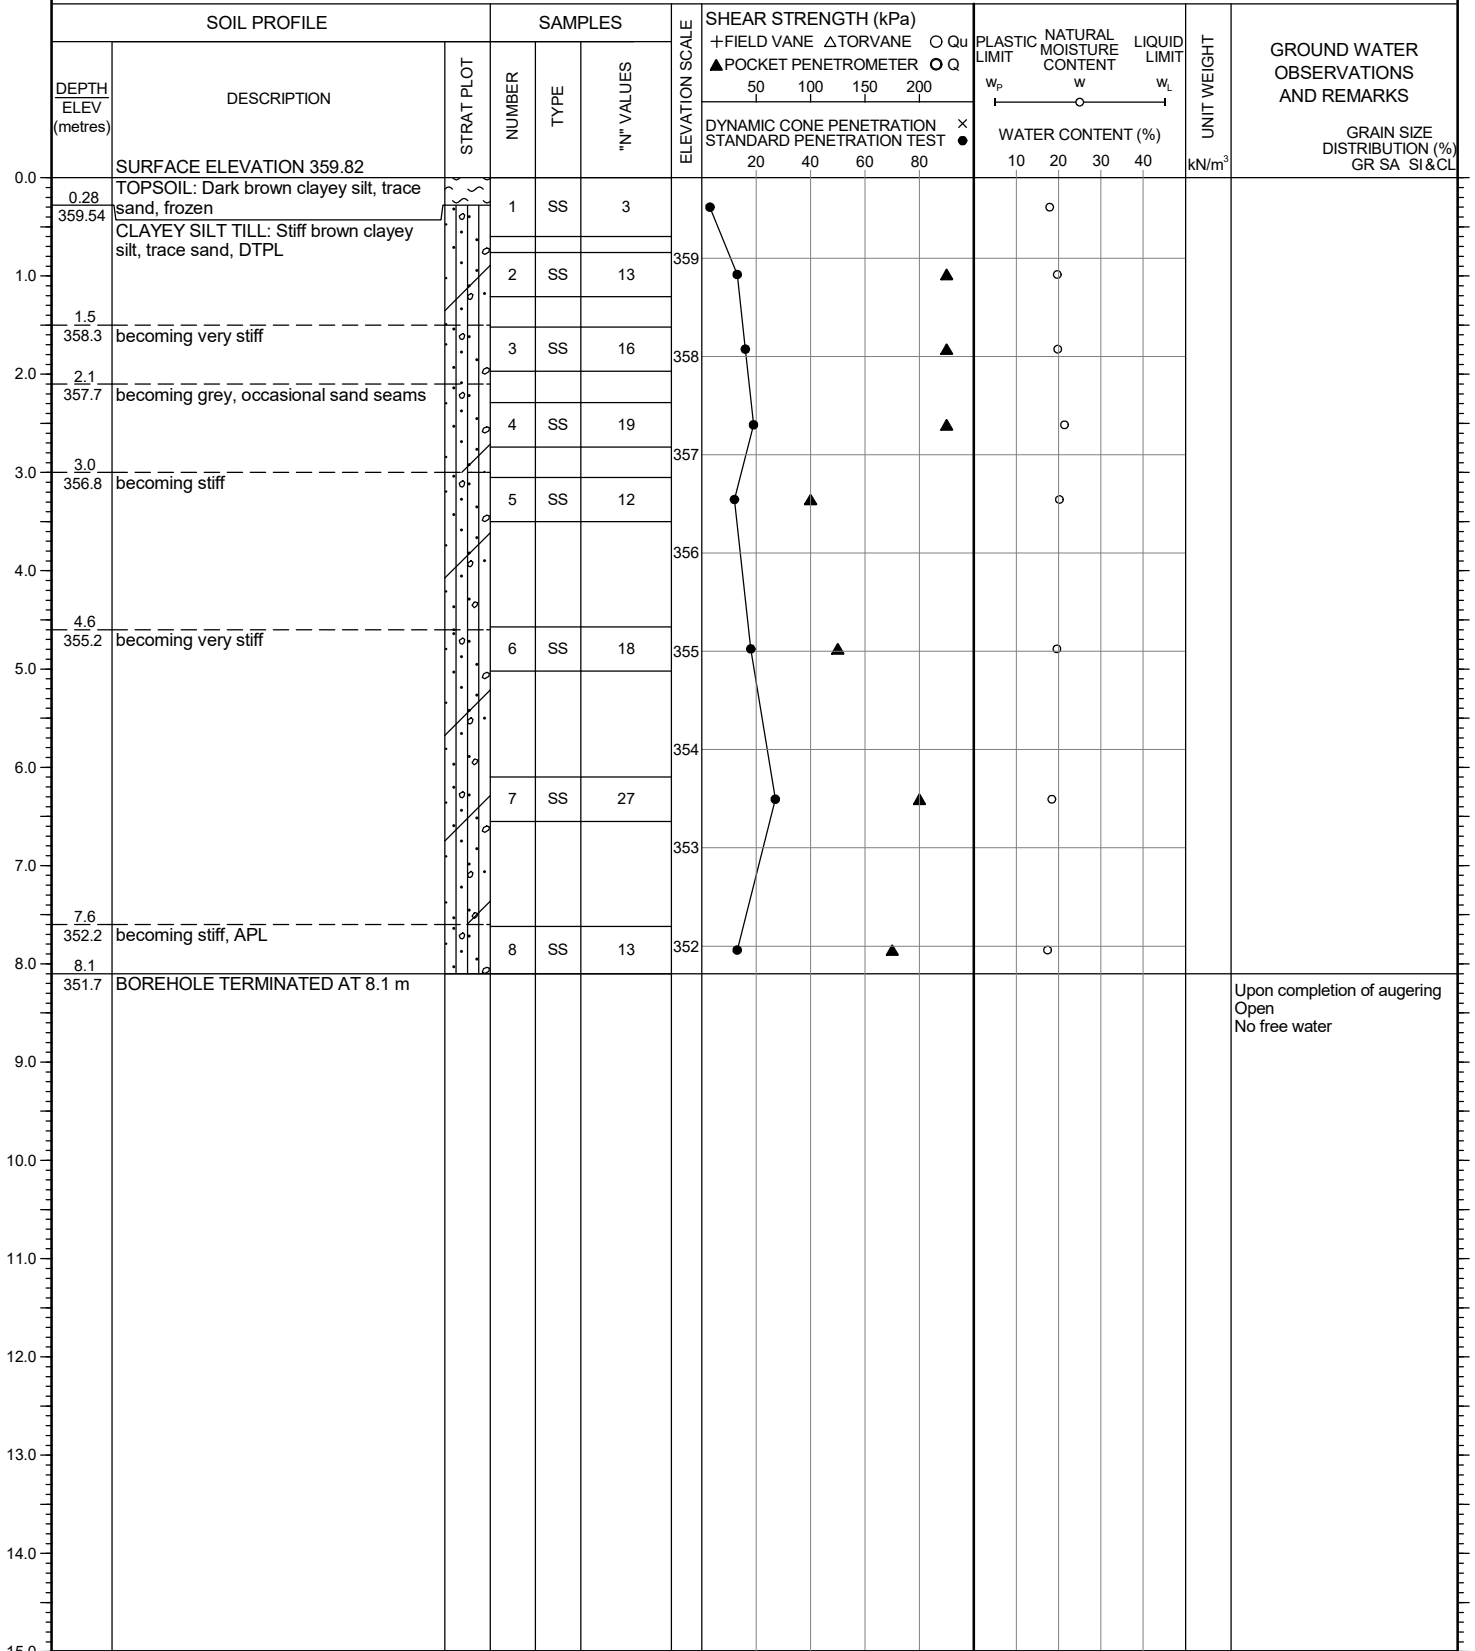 SOIL PROFILE
SAMPLES
ELEVATION SCALE
SHEAR STRENGTH (kPa)
+FIELD VANE △TORVANE ○ Qu
▲POCKET PENETROMETER O Q
50 100 150 200
DYNAMIC CONE PENETRATION ×
STANDARD PENETRATION TEST ●
20 40 60 80
PLASTIC LIMIT
NATURAL MOISTURE CONTENT
LIQUID LIMIT
wP w wL
WATER CONTENT (%)
10 20 30 40
UNIT WEIGHT
kN/m³
GROUND WATER
OBSERVATIONS
AND REMARKS
GRAIN SIZE
DISTRIBUTION (%)
GR SA SI&CL
DEPTH
ELEV
(metres)
DESCRIPTION
STRAT PLOT
NUMBER
TYPE
"N" VALUES
SURFACE ELEVATION 359.82
0.0
0.28
359.54
TOPSOIL: Dark brown clayey silt, trace
sand, frozen
1 SS 3
CLAYEY SILT TILL: Stiff brown clayey
silt, trace sand, DTPL
359
1.0
2 SS 13
1.5
358.3
becoming very stiff
3 SS 16
358
2.0
2.1
357.7
becoming grey, occasional sand seams
4 SS 19
357
3.0
3.0
356.8
becoming stiff
5 SS 12
356
4.0
4.6
355.2
becoming very stiff
6 SS 18
355
5.0
354
6.0
7 SS 27
353
7.0
7.6
352.2
becoming stiff, APL
8 SS 13
352
8.0
8.1
351.7
BOREHOLE TERMINATED AT 8.1 m
Upon completion of augering
Open
No free water
9.0
10.0
11.0
12.0
13.0
14.0
15.0